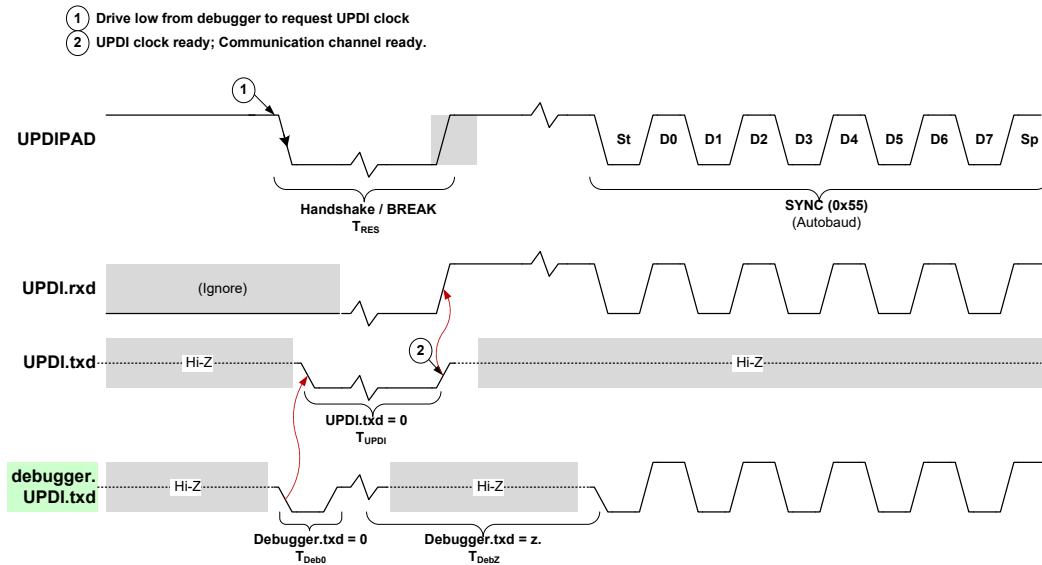 1 Drive low from debugger to request UPDI clock
2 UPDI clock ready; Communication channel ready.
1
UPDIPAD
St D0 D1 D2 D3 D4 D5 D6 D7 Sp
Handshake / BREAK
TRES
SYNC (0x55)
(Autobaud)
UPDI.rxd
(Ignore)
UPDI.txd
Hi-Z
2
Hi-Z
UPDI.txd = 0
TUPDI
debugger.
UPDI.txd
Hi-Z
Hi-Z
Debugger.txd = 0
TDeb0
Debugger.txd = z.
TDebZ